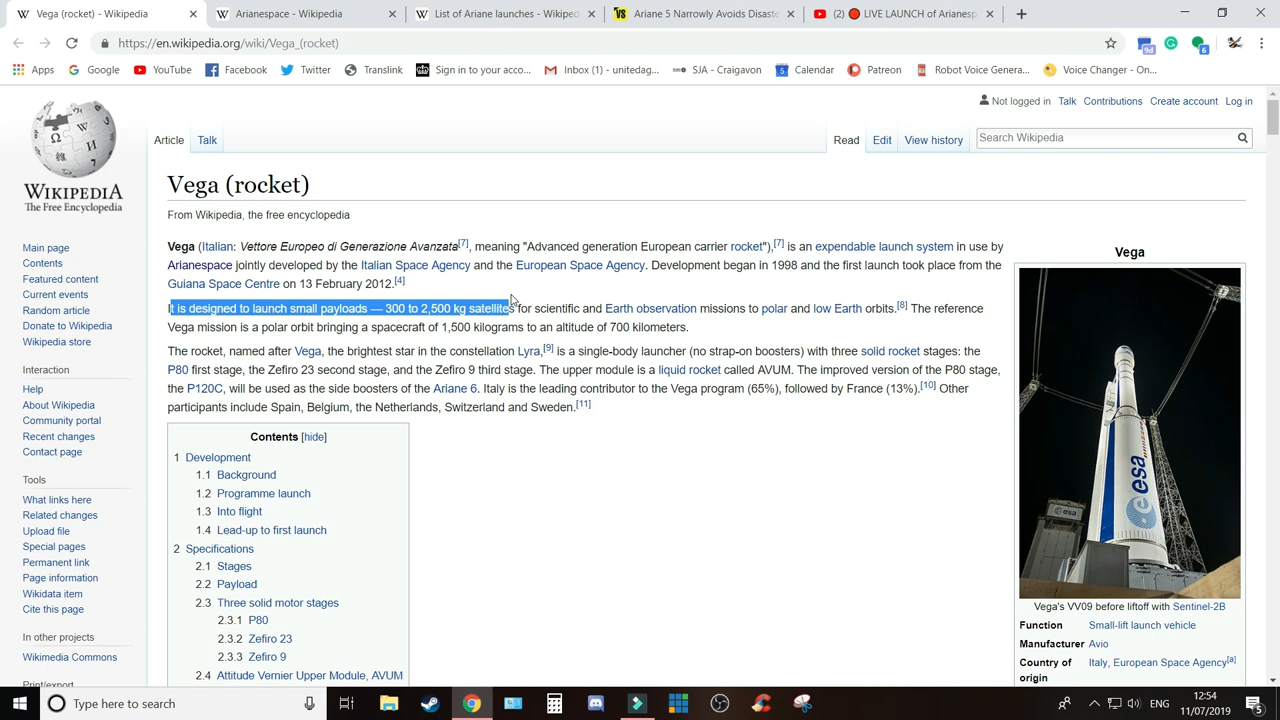 Vega (rocket) - Wikipedia
Arianespace - Wikipedia
List of Ariane launches - Wikiped
Ariane 5 Narrowly Avoids Disaste
(2) 🔴 LIVE LAUNCH of Arianesp
https://en.wikipedia.org/wiki/Vega_(rocket)
9d
6
Apps
Google
YouTube
Facebook
Twitter
Translink
Sign in to your acco...
Inbox (1) - unitedag...
SJA - Craigavon
Calendar
Patreon
Robot Voice Genera...
Voice Changer - On...
Not logged in Talk Contributions Create account Log in
Article Talk
Read Edit View history
Search Wikipedia
WIKIPEDIA
The Free Encyclopedia
Main page
Contents
Featured content
Current events
Random article
Donate to Wikipedia
Wikipedia store
Interaction
Help
About Wikipedia
Community portal
Recent changes
Contact page
Tools
What links here
Related changes
Upload file
Special pages
Permanent link
Page information
Wikidata item
Cite this page
In other projects
Wikimedia Commons
Print/export
Vega (rocket)
From Wikipedia, the free encyclopedia
Vega (Italian: Vettore Europeo di Generazione Avanzata[7], meaning "Advanced generation European carrier rocket"),[7] is an expendable launch system in use by
Arianespace jointly developed by the Italian Space Agency and the European Space Agency. Development began in 1998 and the first launch took place from the
Guiana Space Centre on 13 February 2012.[4]
It is designed to launch small payloads — 300 to 2,500 kg satellites for scientific and Earth observation missions to polar and low Earth orbits.[8] The reference
Vega mission is a polar orbit bringing a spacecraft of 1,500 kilograms to an altitude of 700 kilometers.
The rocket, named after Vega, the brightest star in the constellation Lyra,[9] is a single-body launcher (no strap-on boosters) with three solid rocket stages: the
P80 first stage, the Zefiro 23 second stage, and the Zefiro 9 third stage. The upper module is a liquid rocket called AVUM. The improved version of the P80 stage,
the P120C, will be used as the side boosters of the Ariane 6. Italy is the leading contributor to the Vega program (65%), followed by France (13%).[10] Other
participants include Spain, Belgium, the Netherlands, Switzerland and Sweden.[11]
Contents [hide]
1 Development
1.1 Background
1.2 Programme launch
1.3 Into flight
1.4 Lead-up to first launch
2 Specifications
2.1 Stages
2.2 Payload
2.3 Three solid motor stages
2.3.1 P80
2.3.2 Zefiro 23
2.3.3 Zefiro 9
2.4 Attitude Vernier Upper Module, AVUM
Vega
esa
esa
Vega's VV09 before liftoff with Sentinel-2B
Function Small-lift launch vehicle
Manufacturer Avio
Country of Italy, European Space Agency[a]
origin
Type here to search
12:54
11/07/2019
5